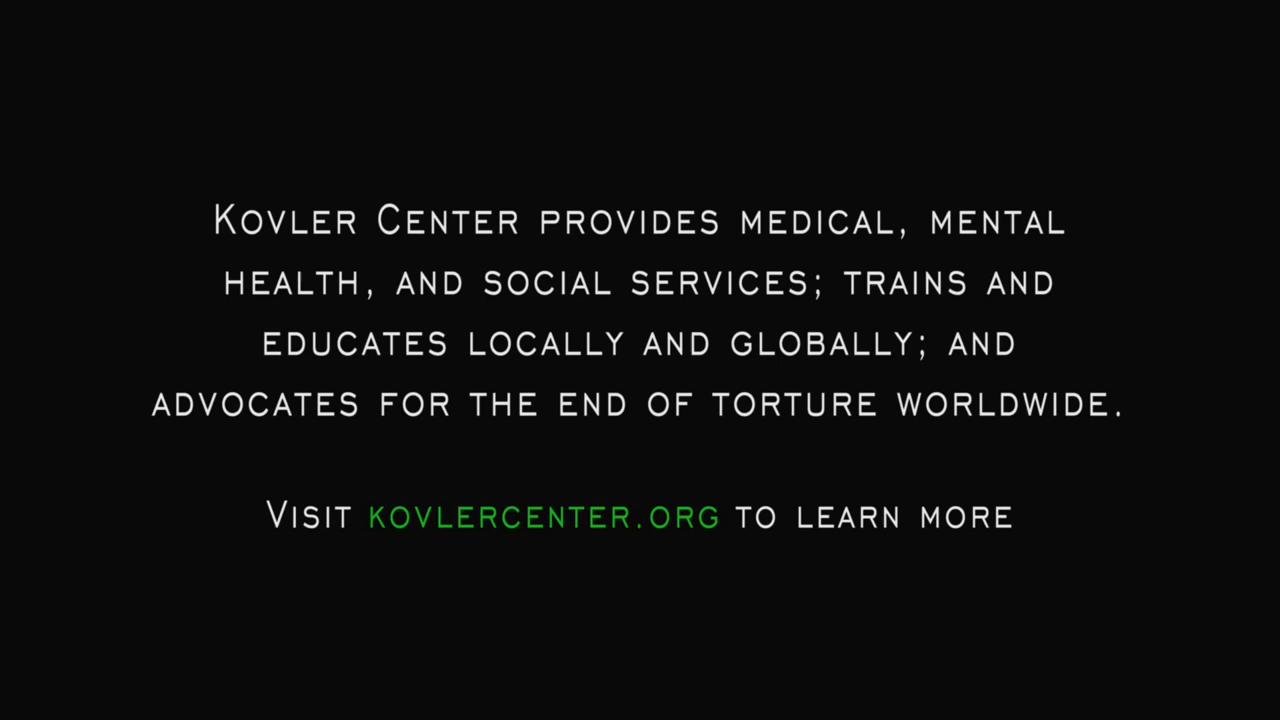 Kovler Center provides medical, mental
health, and social services; trains and
educates locally and globally; and
advocates for the end of torture worldwide.
Visit kovlercenter.org to learn more